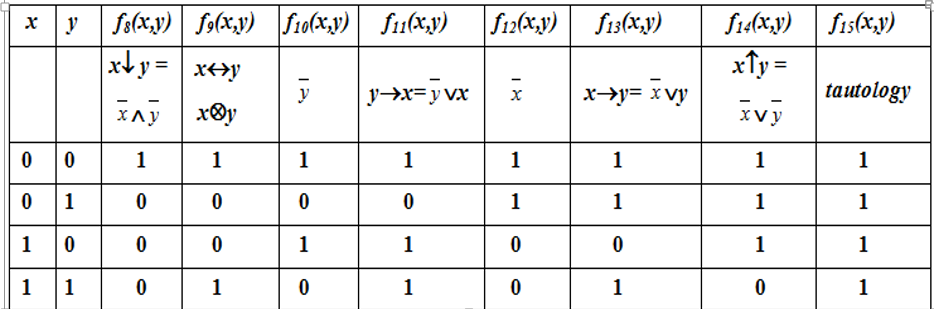 x y f₈(x,y) f₉(x,y) f₁₀(x,y) f₁₁(x,y) f₁₂(x,y) f₁₃(x,y) f₁₄(x,y) f₁₅(x,y)
x↓y = x̅∧y̅ x↔y x⊗y y̅ y→x=y̅∨x x̅ x→y= x̅∨y x↑y = x̅∨y̅ tautology
0 0 1 1 1 1 1 1 1 1
0 1 0 0 0 0 1 1 1 1
1 0 0 0 1 1 0 0 1 1
1 1 0 1 0 1 0 1 0 1